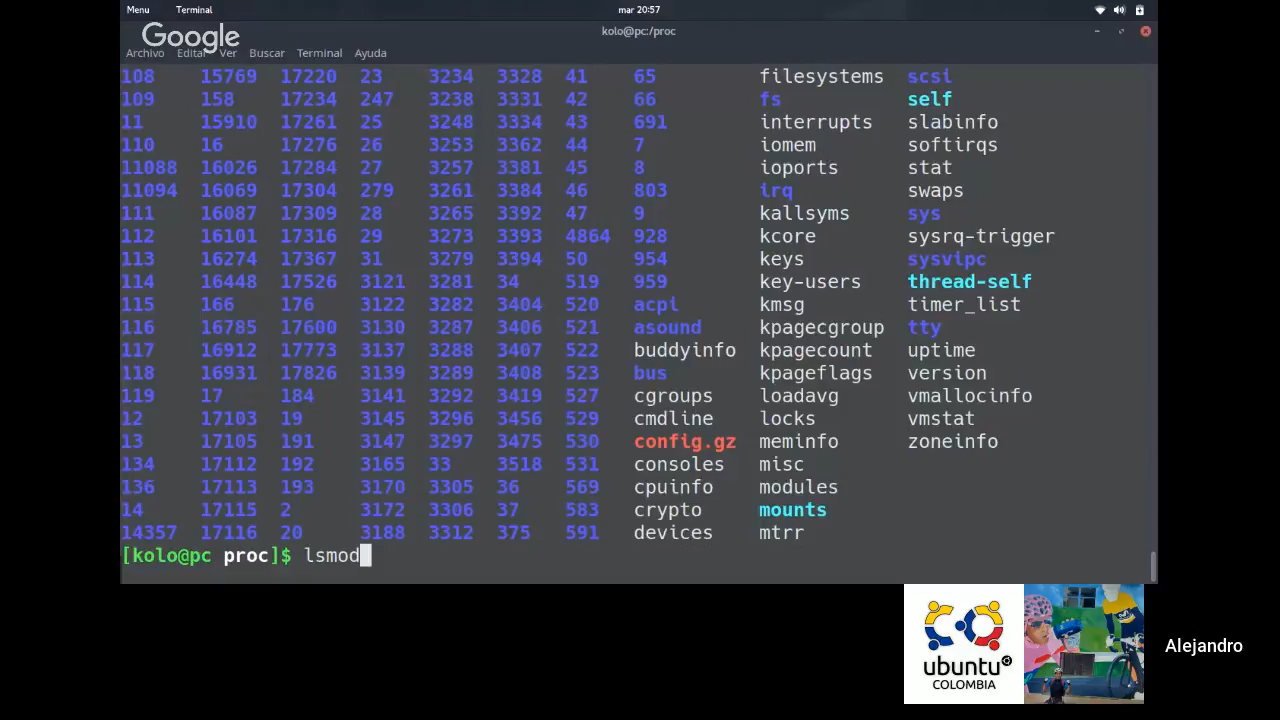 Menu Terminal mar 20:57
kolo@pc:/proc
Google
Archivo Editar Ver Buscar Terminal Ayuda
108 15769 17220 23 3234 3328 41 65 filesystems scsi
109 158 17234 247 3238 3331 42 66 fs self
11 15910 17261 25 3248 3334 43 691 interrupts slabinfo
110 16 17276 26 3253 3362 44 7 iomem softirqs
11088 16026 17284 27 3257 3381 45 8 ioports stat
11094 16069 17304 279 3261 3384 46 803 irq swaps
111 16087 17309 28 3265 3392 47 9 kallsyms sys
112 16101 17316 29 3273 3393 4864 928 kcore sysrq-trigger
113 16274 17367 31 3279 3394 50 954 keys sysvipc
114 16448 17526 3121 3281 34 519 959 key-users thread-self
115 166 176 3122 3282 3404 520 acpi kmsg timer_list
116 16785 17600 3130 3287 3406 521 asound kpagecgroup tty
117 16912 17773 3137 3288 3407 522 buddyinfo kpagecount uptime
118 16931 17826 3139 3289 3408 523 bus kpageflags version
119 17 184 3141 3292 3419 527 cgroups loadavg vmallocinfo
12 17103 19 3145 3296 3456 529 cmdline locks vmstat
13 17105 191 3147 3297 3475 530 config.gz meminfo zoneinfo
134 17112 192 3165 33 3518 531 consoles misc
136 17113 193 3170 3305 36 569 cpuinfo modules
14 17115 2 3172 3306 37 583 crypto mounts
14357 17116 20 3188 3312 375 591 devices mtrr
[kolo@pc proc]$ lsmod
ubuntu
COLOMBIA
Alejandro